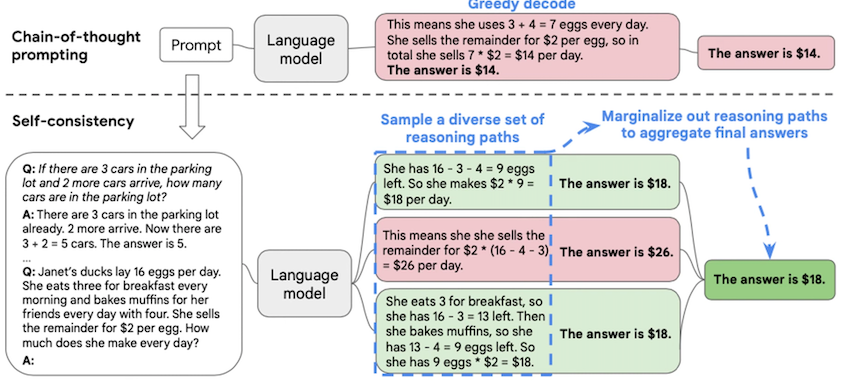 Greedy decode
Chain-of-thought
prompting
Prompt
Language
model
This means she uses 3 + 4 = 7 eggs every day.
She sells the remainder for $2 per egg, so in
total she sells 7 * $2 = $14 per day.
The answer is $14.
The answer is $14.
Self-consistency
Sample a diverse set of
reasoning paths
Marginalize out reasoning paths
to aggregate final answers
Q: If there are 3 cars in the parking
lot and 2 more cars arrive, how many
cars are in the parking lot?
A: There are 3 cars in the parking lot
already. 2 more arrive. Now there are
3 + 2 = 5 cars. The answer is 5.
...
Q: Janet's ducks lay 16 eggs per day.
She eats three for breakfast every
morning and bakes muffins for her
friends every day with four. She sells
the remainder for $2 per egg. How
much does she make every day?
A:
Language
model
She has 16 - 3 - 4 = 9 eggs
left. So she makes $2 * 9 =
$18 per day.
The answer is $18.
This means she she sells the
remainder for $2 * (16 - 4 - 3)
= $26 per day.
The answer is $26.
She eats 3 for breakfast, so
she has 16 - 3 = 13 left. Then
she bakes muffins, so she
has 13 - 4 = 9 eggs left. So
she has 9 eggs * $2 = $18.
The answer is $18.
The answer is $18.